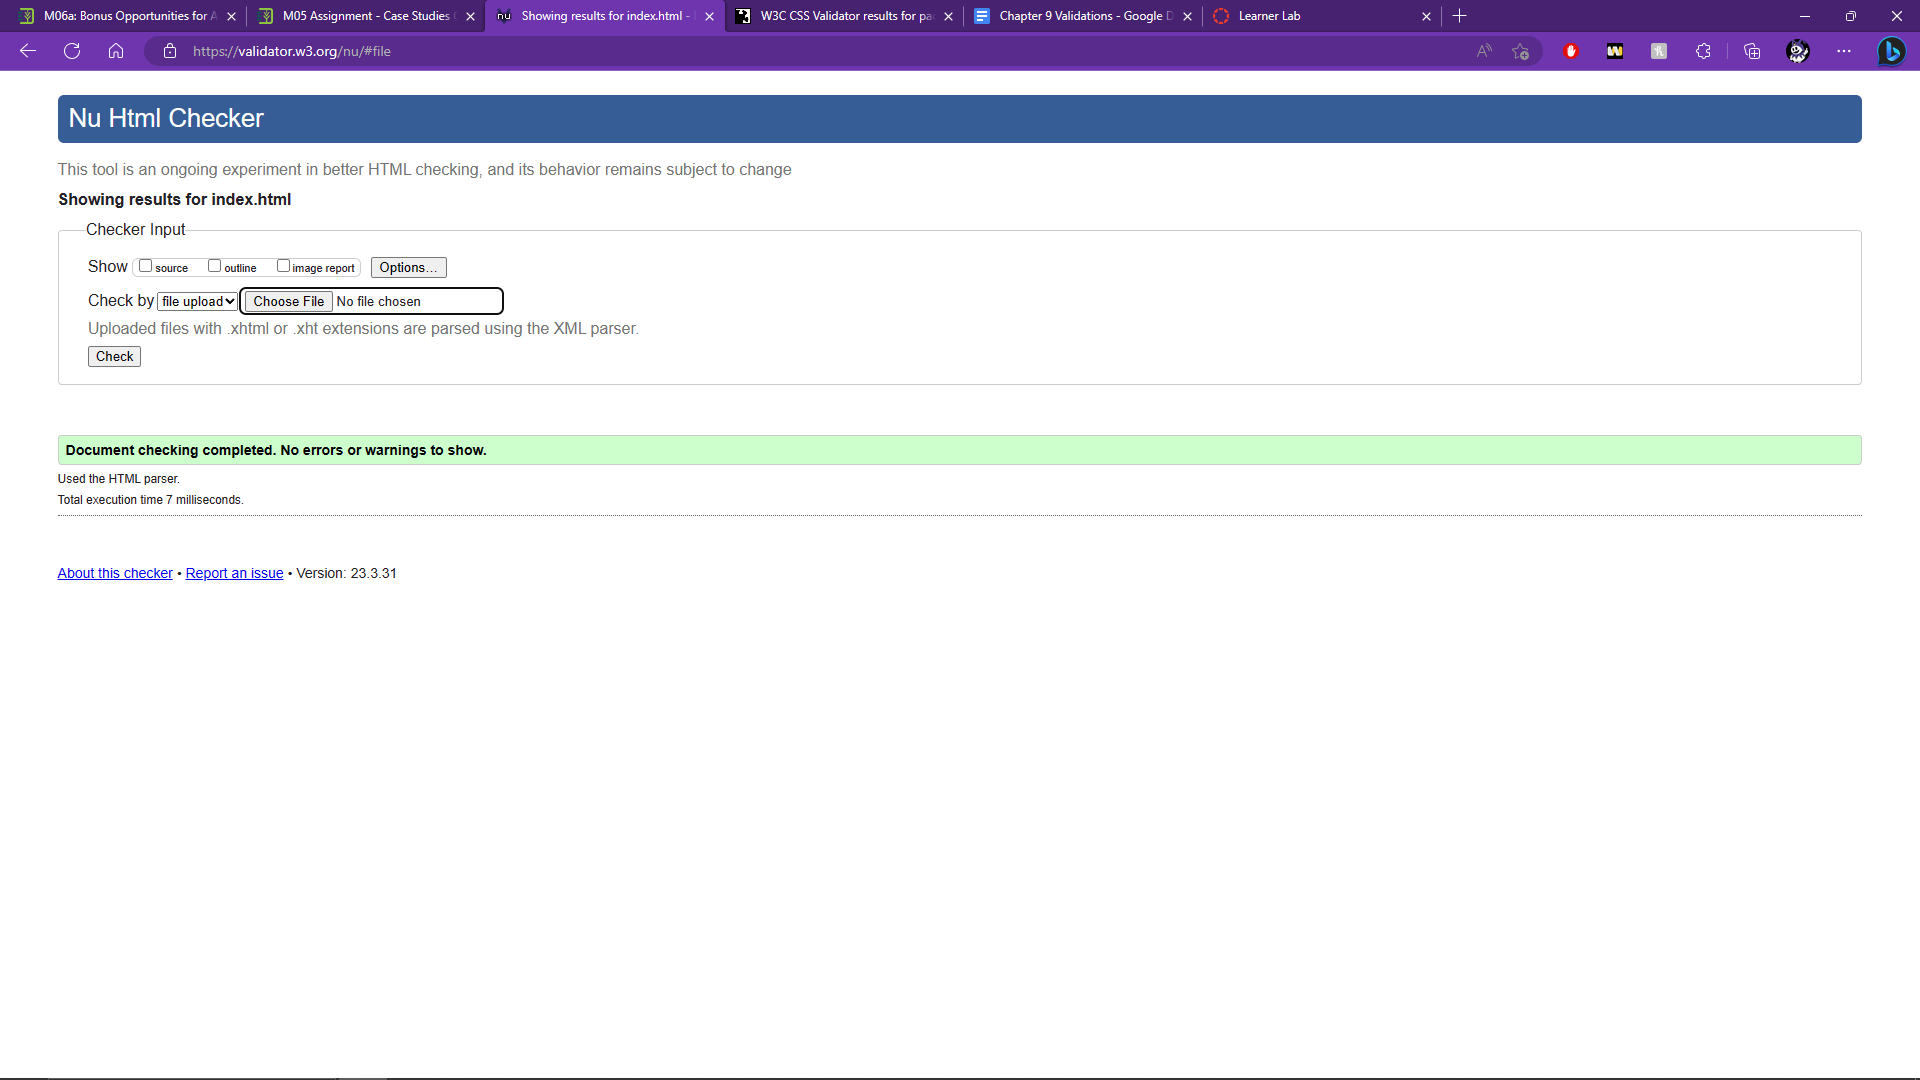 M06a: Bonus Opportunities for A
M05 Assignment - Case Studies
Showing results for index.html -
W3C CSS Validator results for pac
Chapter 9 Validations - Google D
Learner Lab
https://validator.w3.org/nu/#file
Nu Html Checker
This tool is an ongoing experiment in better HTML checking, and its behavior remains subject to change
Showing results for index.html
Checker Input
Show source outline image report Options...
Check by file upload Choose File No file chosen
Uploaded files with .xhtml or .xht extensions are parsed using the XML parser.
Check
Document checking completed. No errors or warnings to show.
Used the HTML parser.
Total execution time 7 milliseconds.
About this checker • Report an issue • Version: 23.3.31